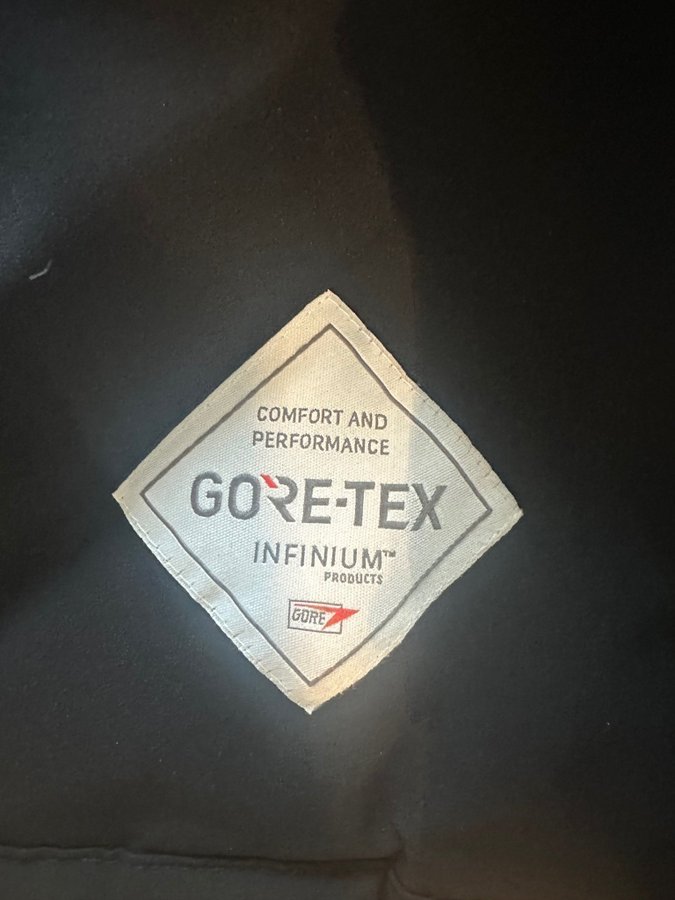 COMFORT AND
PERFORMANCE
GORE-TEX
INFINIUM™
PRODUCTS
GORE